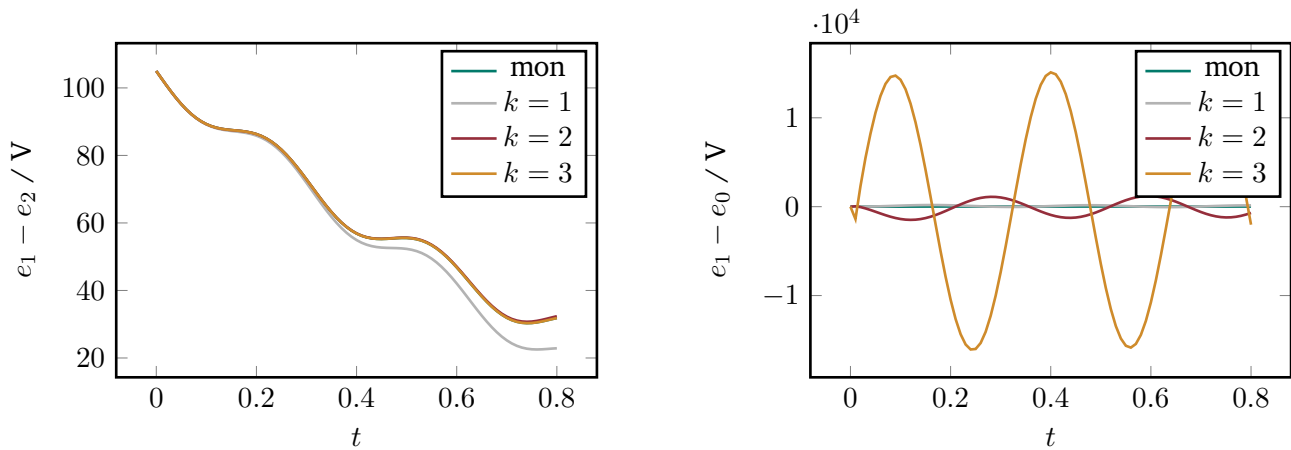 100
80
60
40
20
0
0.2
0.4
0.6
0.8
t
e₁ − e₂ / V
mon
k = 1
k = 2
k = 3
·10⁴
1
0
−1
0
0.2
0.4
0.6
0.8
t
e₁ − e₀ / V
mon
k = 1
k = 2
k = 3